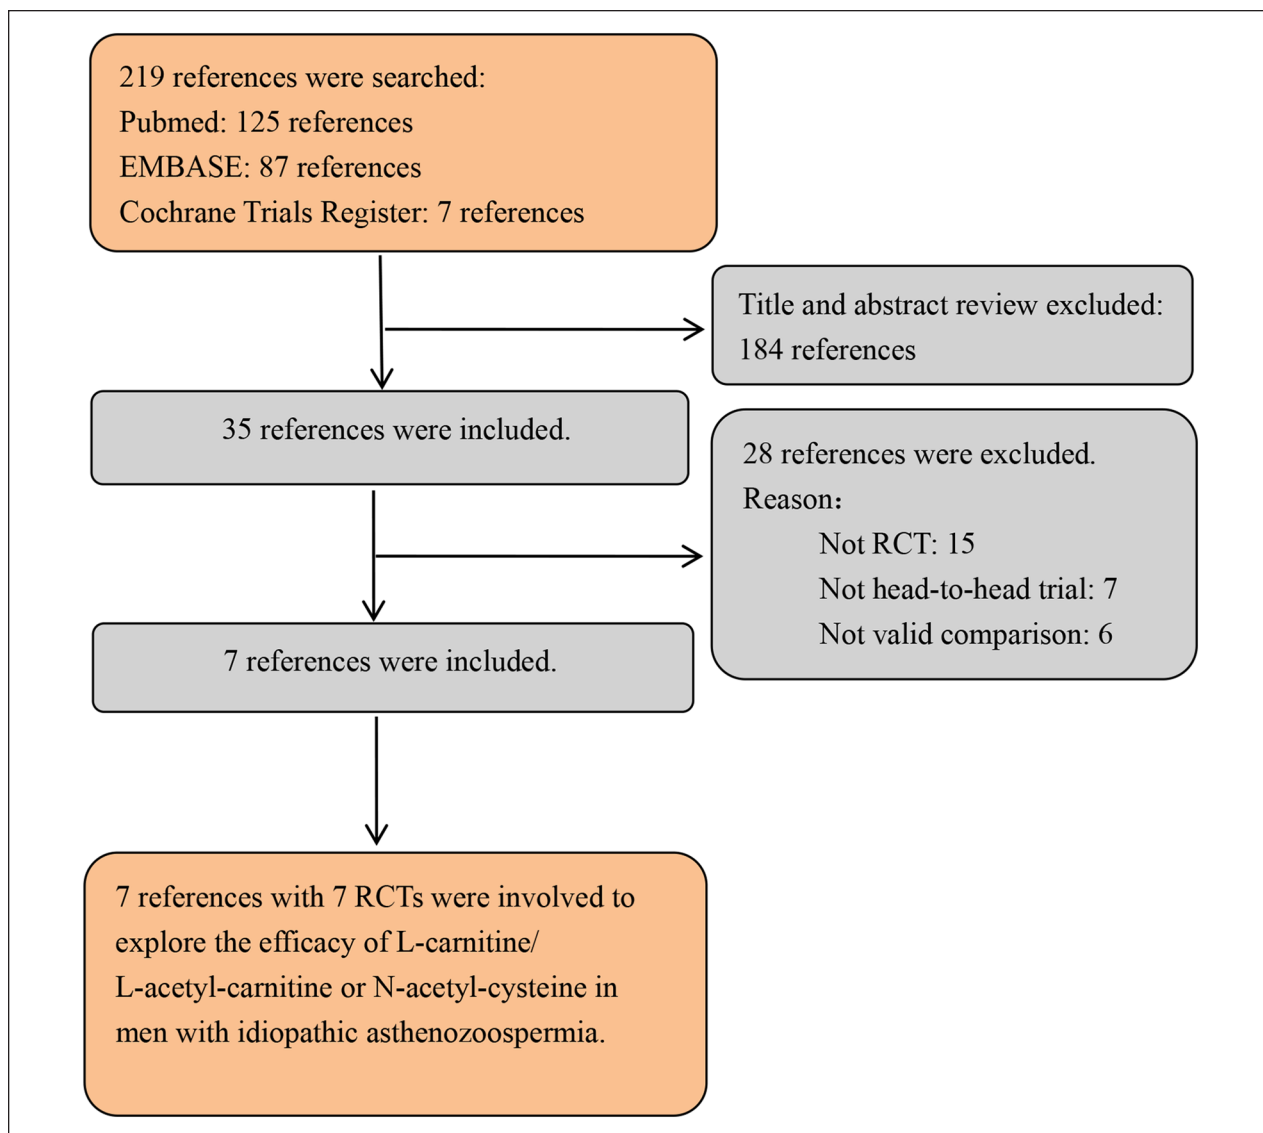 219 references were searched:
Pubmed: 125 references
EMBASE: 87 references
Cochrane Trials Register: 7 references
Title and abstract review excluded:
184 references
35 references were included.
28 references were excluded.
Reason：
Not RCT: 15
Not head-to-head trial: 7
Not valid comparison: 6
7 references were included.
7 references with 7 RCTs were involved to
explore the efficacy of L-carnitine/
L-acetyl-carnitine or N-acetyl-cysteine in
men with idiopathic asthenozoospermia.